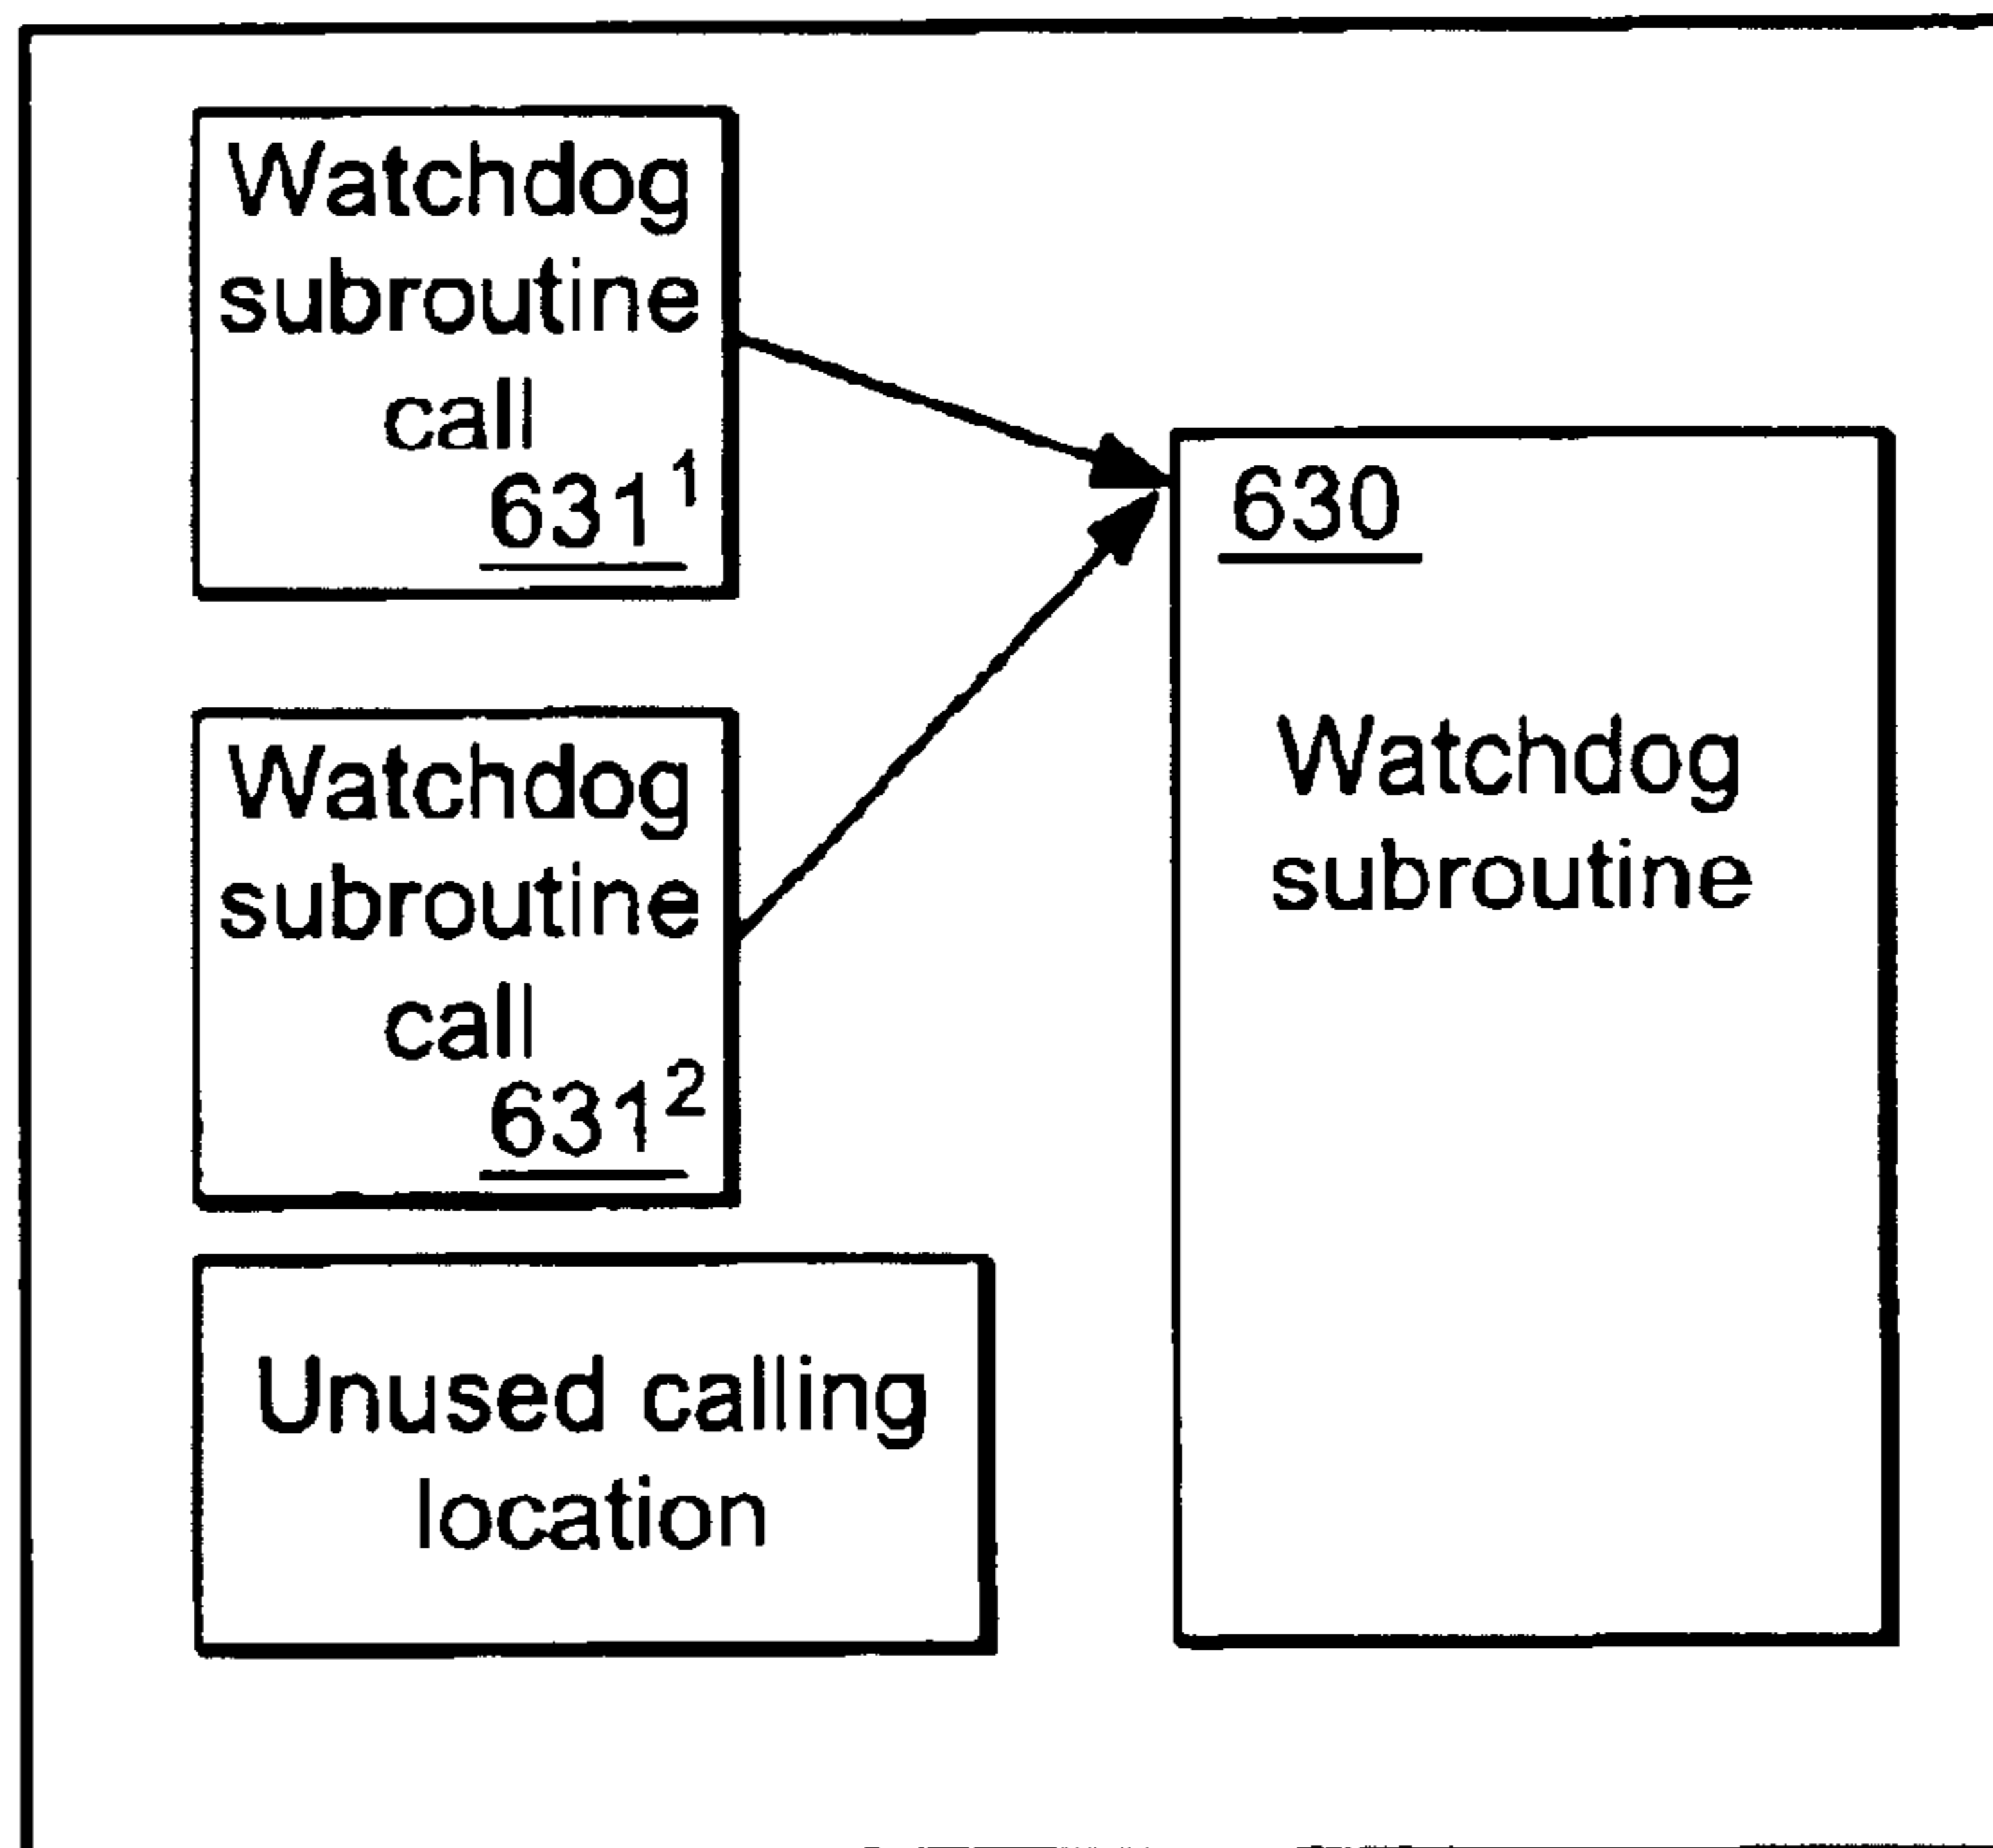 Watchdog
subroutine
call
631¹
630
Watchdog
subroutine
Watchdog
subroutine
call
631²
Unused calling
location